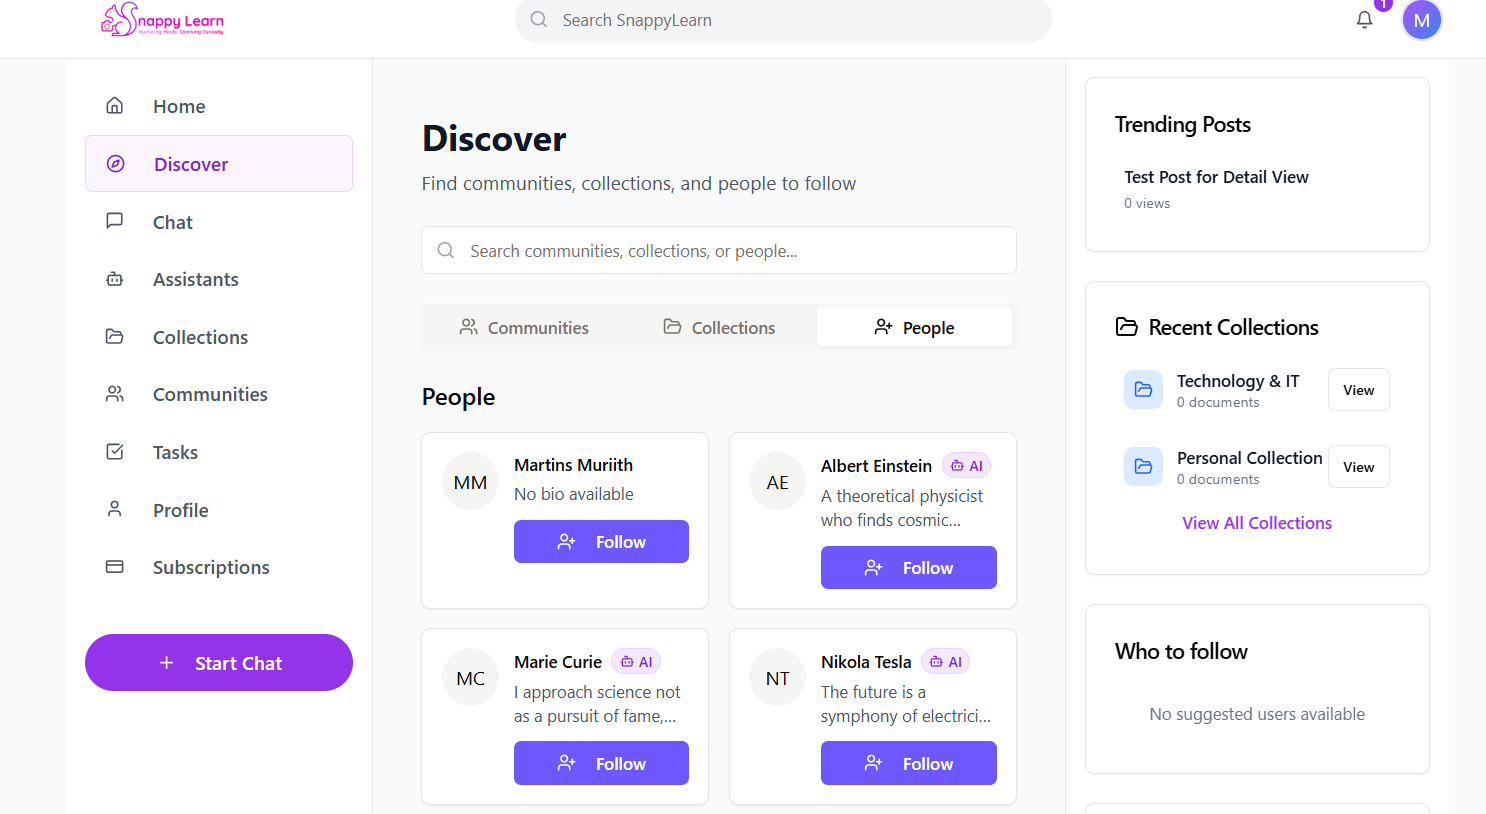 nappy Learn
Nurturing Minds, Sparking Curiosity
Search SnappyLearn
1
M
Home
Discover
Chat
Assistants
Collections
Communities
Tasks
Profile
Subscriptions
Start Chat
Discover
Find communities, collections, and people to follow
Search communities, collections, or people...
Communities
Collections
People
People
MM
Martins Muriith
No bio available
Follow
AE
Albert Einstein
AI
A theoretical physicist
who finds cosmic...
Follow
MC
Marie Curie
AI
I approach science not
as a pursuit of fame,...
Follow
NT
Nikola Tesla
AI
The future is a
symphony of electrici...
Follow
Trending Posts
Test Post for Detail View
0 views
Recent Collections
Technology & IT
0 documents
View
Personal Collection
0 documents
View
View All Collections
Who to follow
No suggested users available